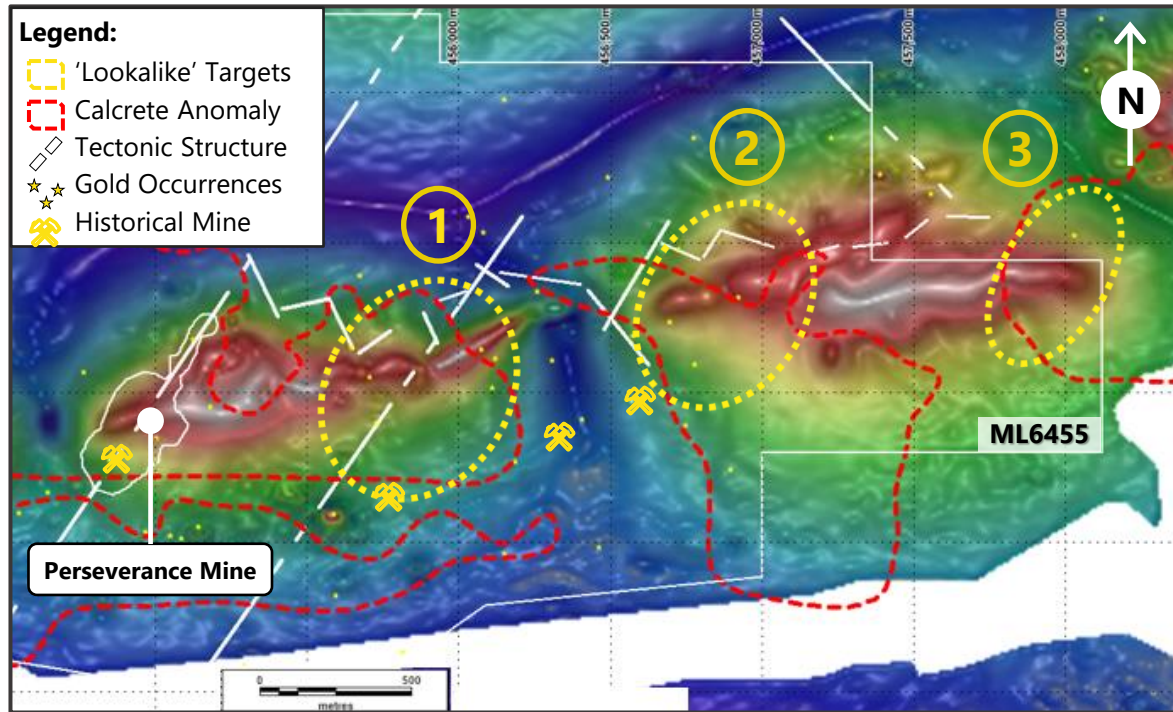 Legend:
'Lookalike' Targets
Calcrete Anomaly
Tectonic Structure
Gold Occurrences
Historical Mine
456,000 m
456,500 m
457,000 m
457,500 m
458,000 m
N
1
2
3
ML6455
Perseverance Mine
0 500
metres